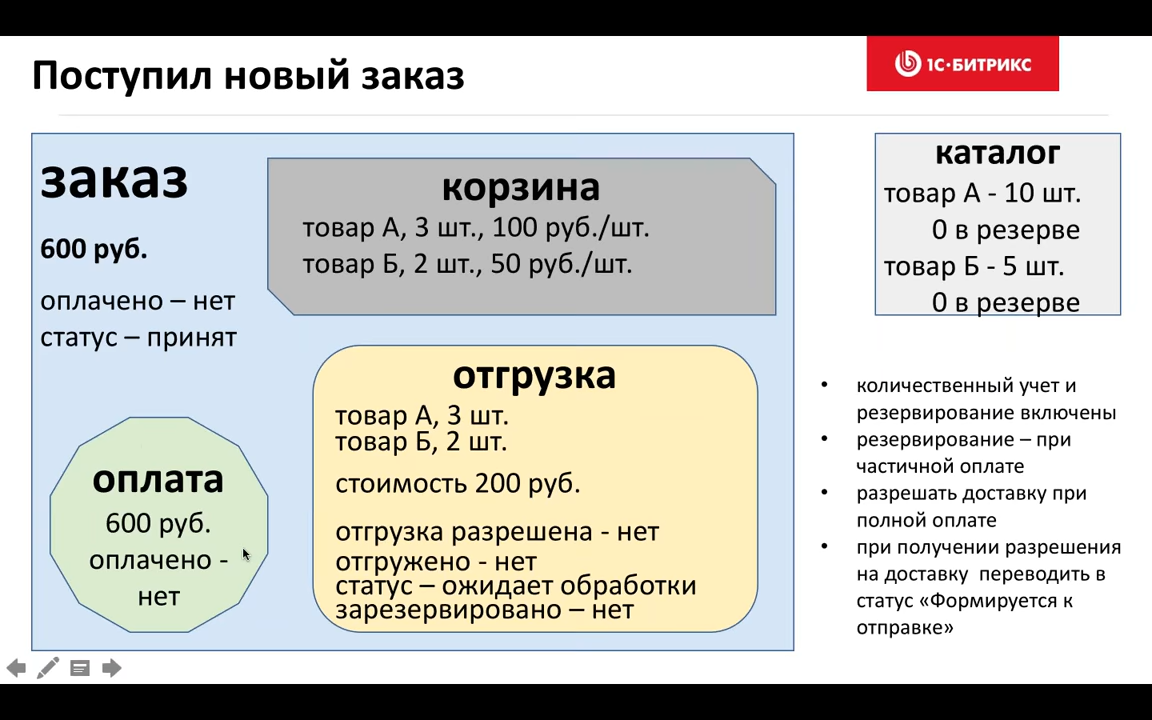 Поступил новый заказ
1С·БИТРИКС
заказ
600 руб.
оплачено – нет
статус – принят
корзина
товар А, 3 шт., 100 руб./шт.
товар Б, 2 шт., 50 руб./шт.
каталог
товар А - 10 шт.
0 в резерве
товар Б - 5 шт.
0 в резерве
оплата
600 руб.
оплачено -
нет
отгрузка
товар А, 3 шт.
товар Б, 2 шт.
стоимость 200 руб.
отгрузка разрешена - нет
отгружено - нет
статус – ожидает обработки
зарезервировано – нет
• количественный учет и
резервирование включены
• резервирование – при
частичной оплате
• разрешать доставку при
полной оплате
• при получении разрешения
на доставку переводить в
статус «Формируется к
отправке»